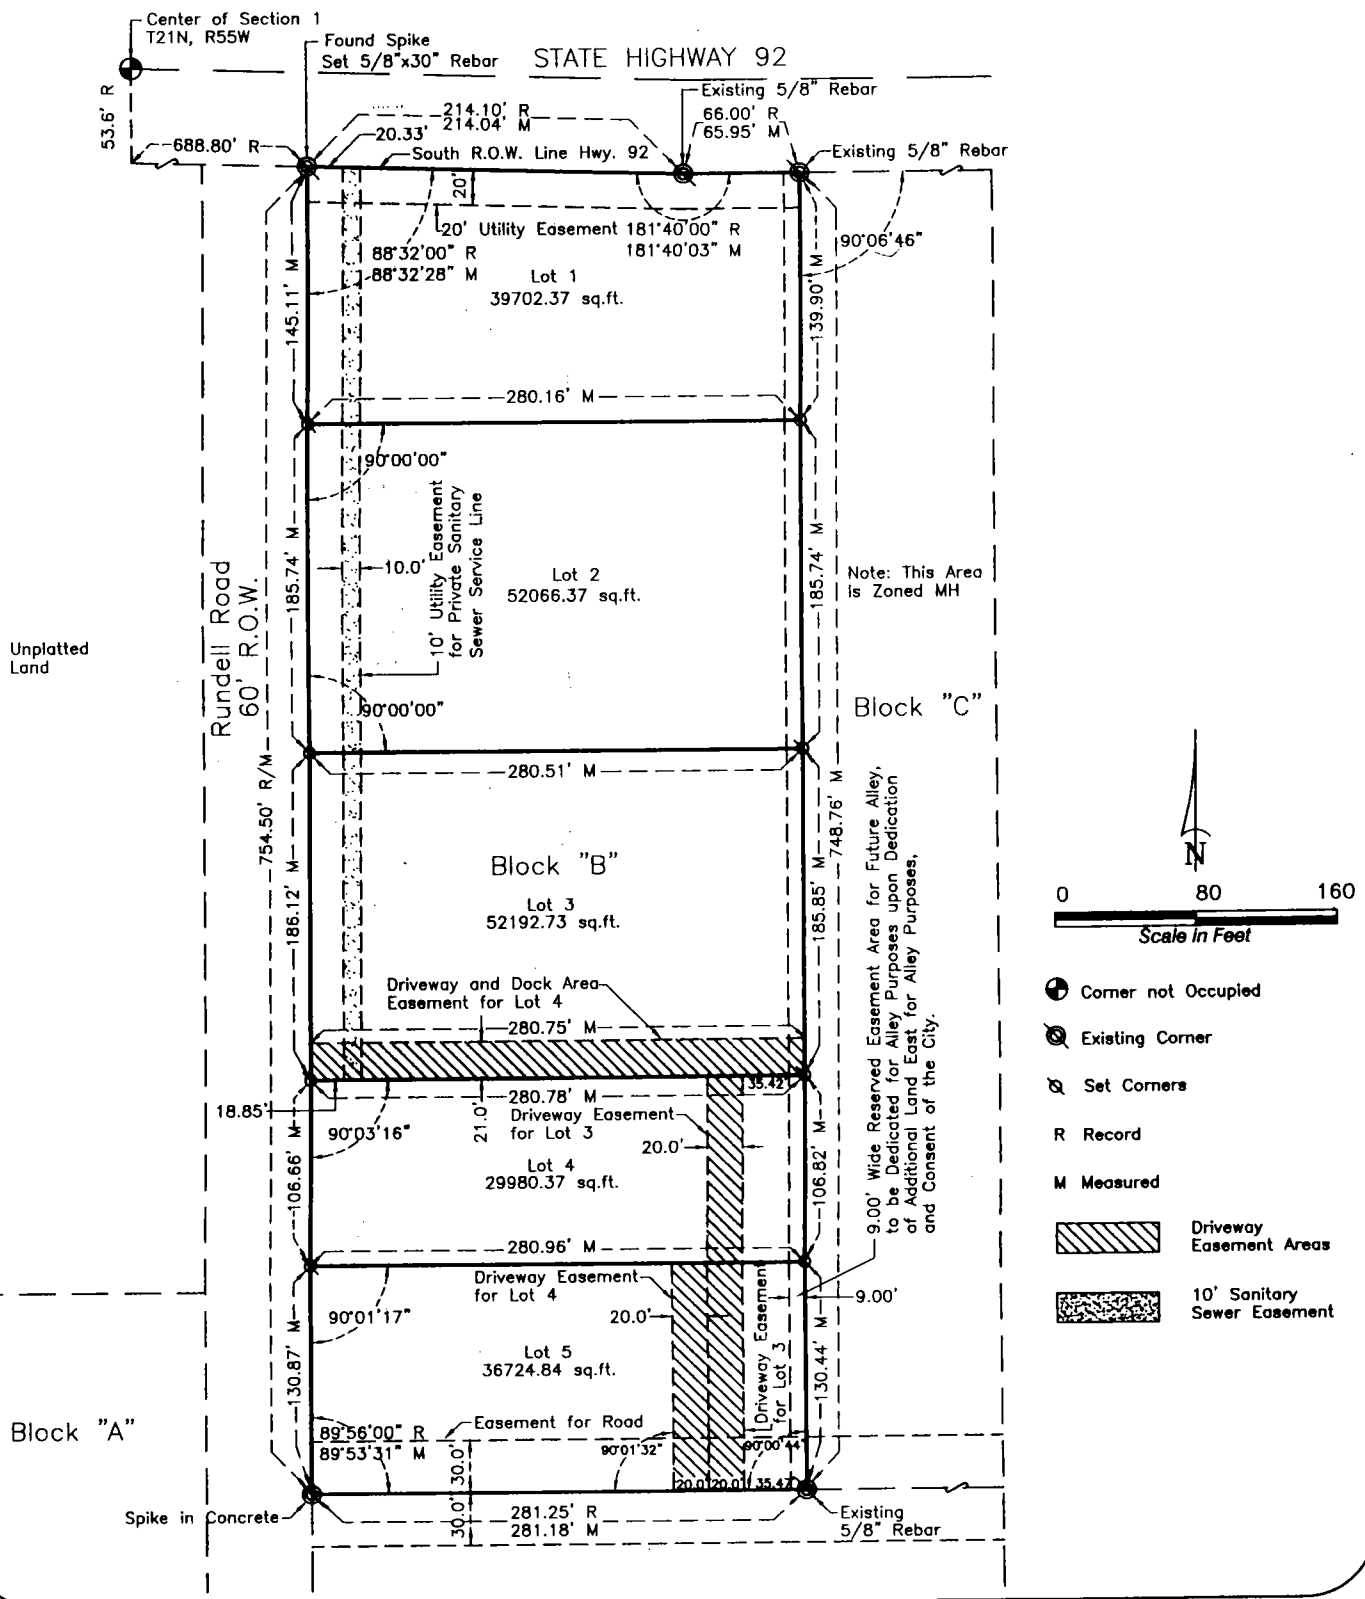 Center of Section 1
T21N, R55W
Found Spike
Set 5/8"x30" Rebar
STATE HIGHWAY 92
53.6' R
688.80' R
214.10' R
214.04' M
20.33'
South R.O.W. Line Hwy. 92
Existing 5/8" Rebar
66.00' R
65.95' M
Existing 5/8" Rebar
20'
20' Utility Easement
181°40'00" R
181°40'03" M
90°06'46"
88°32'00" R
88°32'28" M
Lot 1
39702.37 sq.ft.
145.11' M
139.90' M
280.16' M
90°00'00"
10' Utility Easement
for Private Sanitary
Sewer Service Line
10.0'
185.74' M
Lot 2
52066.37 sq.ft.
185.74' M
Note: This Area
is Zoned MH
Unplatted
Land
Rundell Road
60' R.O.W.
90°00'00"
280.51' M
Block "C"
754.50' R/M
748.76' M
9.00' Wide Reserved Easement Area for Future Alley,
to be Dedicated for Alley Purposes upon Dedication
of Additional Land East for Alley Purposes,
and Consent of the City.
N
0 80 160
Scale In Feet
Block "B"
Lot 3
52192.73 sq.ft.
186.12' M
185.85' M
Driveway and Dock Area
Easement for Lot 4
280.75' M
280.78' M
35.42'
18.85'
90°03'16"
21.0'
Driveway Easement
for Lot 3
20.0'
Lot 4
29980.37 sq.ft.
106.66' M
106.82' M
280.96' M
Driveway Easement
for Lot 4
20.0'
Driveway Easement
for Lot 3
9.00'
90°01'17"
Lot 5
36724.84 sq.ft.
130.87' M
130.44' M
Block "A"
89°56'00" R
89°53'31" M
Easement for Road
90°01'32"
90°00'44"
30.0'
30.0'
20.0'
20.0'
35.47'
281.25' R
281.18' M
Spike in Concrete
Existing
5/8" Rebar
Corner not Occupied
Existing Corner
Set Corners
R Record
M Measured
Driveway
Easement Areas
10' Sanitary
Sewer Easement